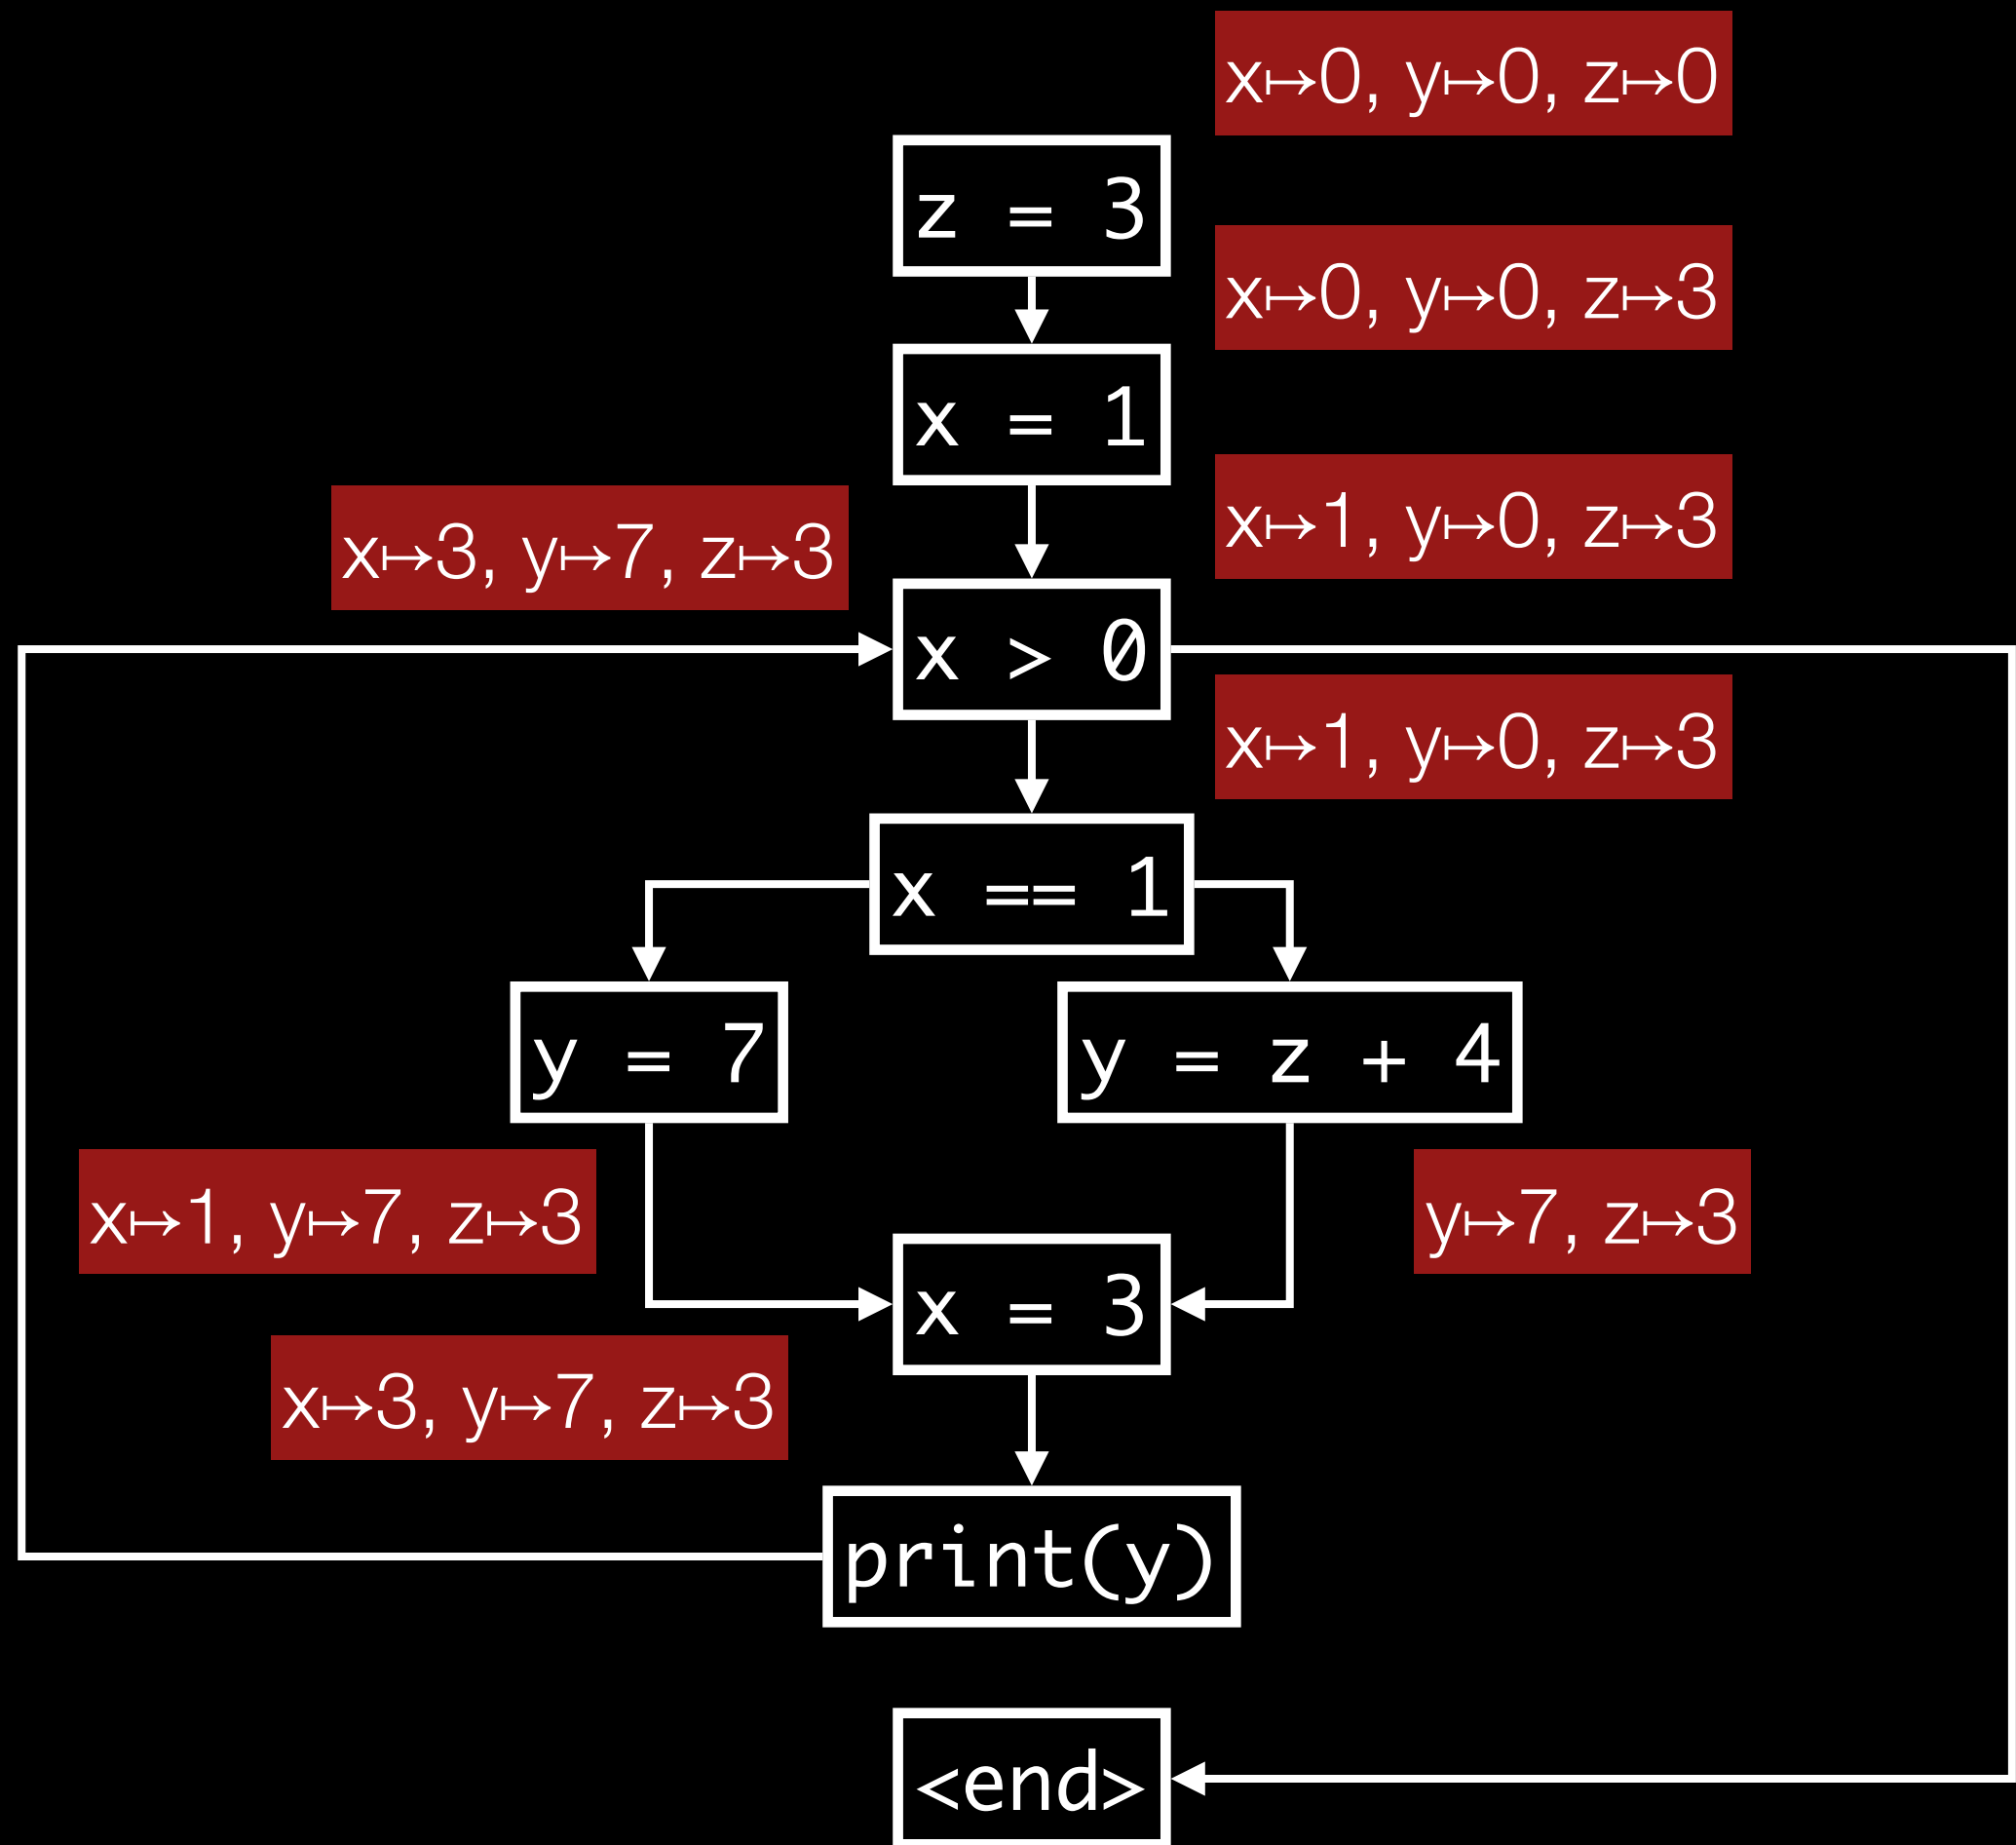 x↦0, y↦0, z↦0
z = 3
x↦0, y↦0, z↦3
x = 1
x↦1, y↦0, z↦3
x↦3, y↦7, z↦3
x > 0
x↦1, y↦0, z↦3
x == 1
y = 7
y = z + 4
x↦1, y↦7, z↦3
y↦7, z↦3
x = 3
x↦3, y↦7, z↦3
print(y)
<end>